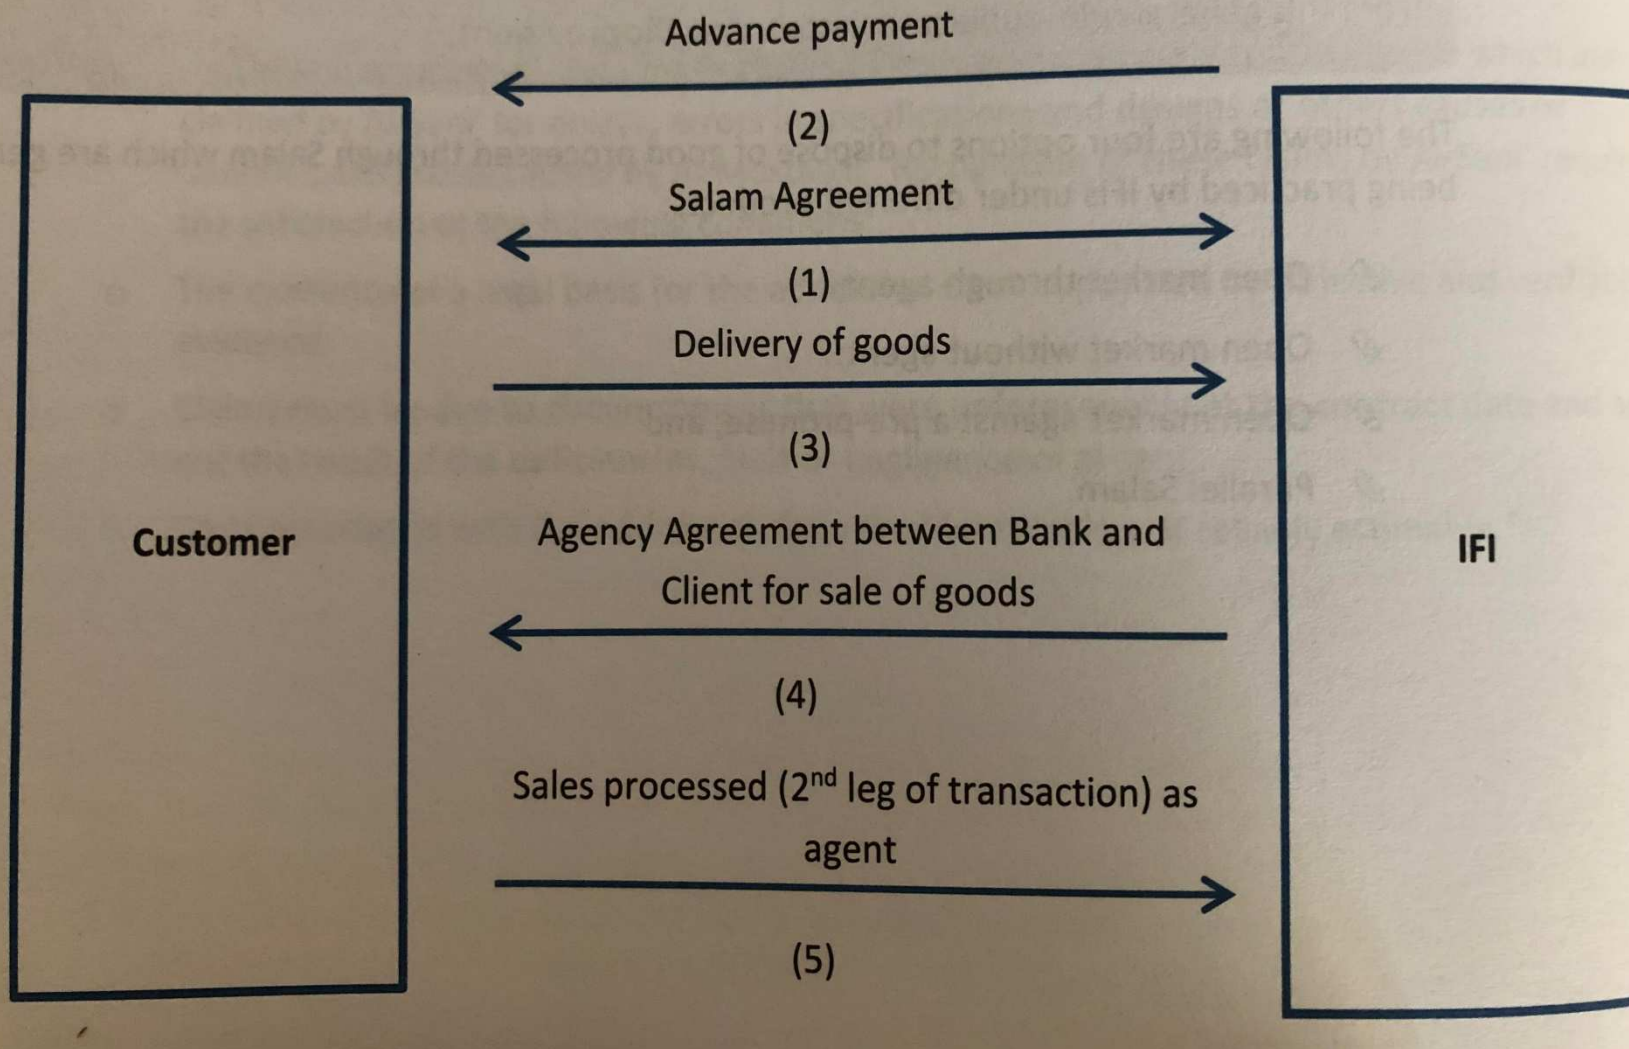 Advance payment
(2)
Salam Agreement
(1)
Delivery of goods
(3)
Customer
Agency Agreement between Bank and
Client for sale of goods
IFI
(4)
Sales processed (2nd leg of transaction) as
agent
(5)